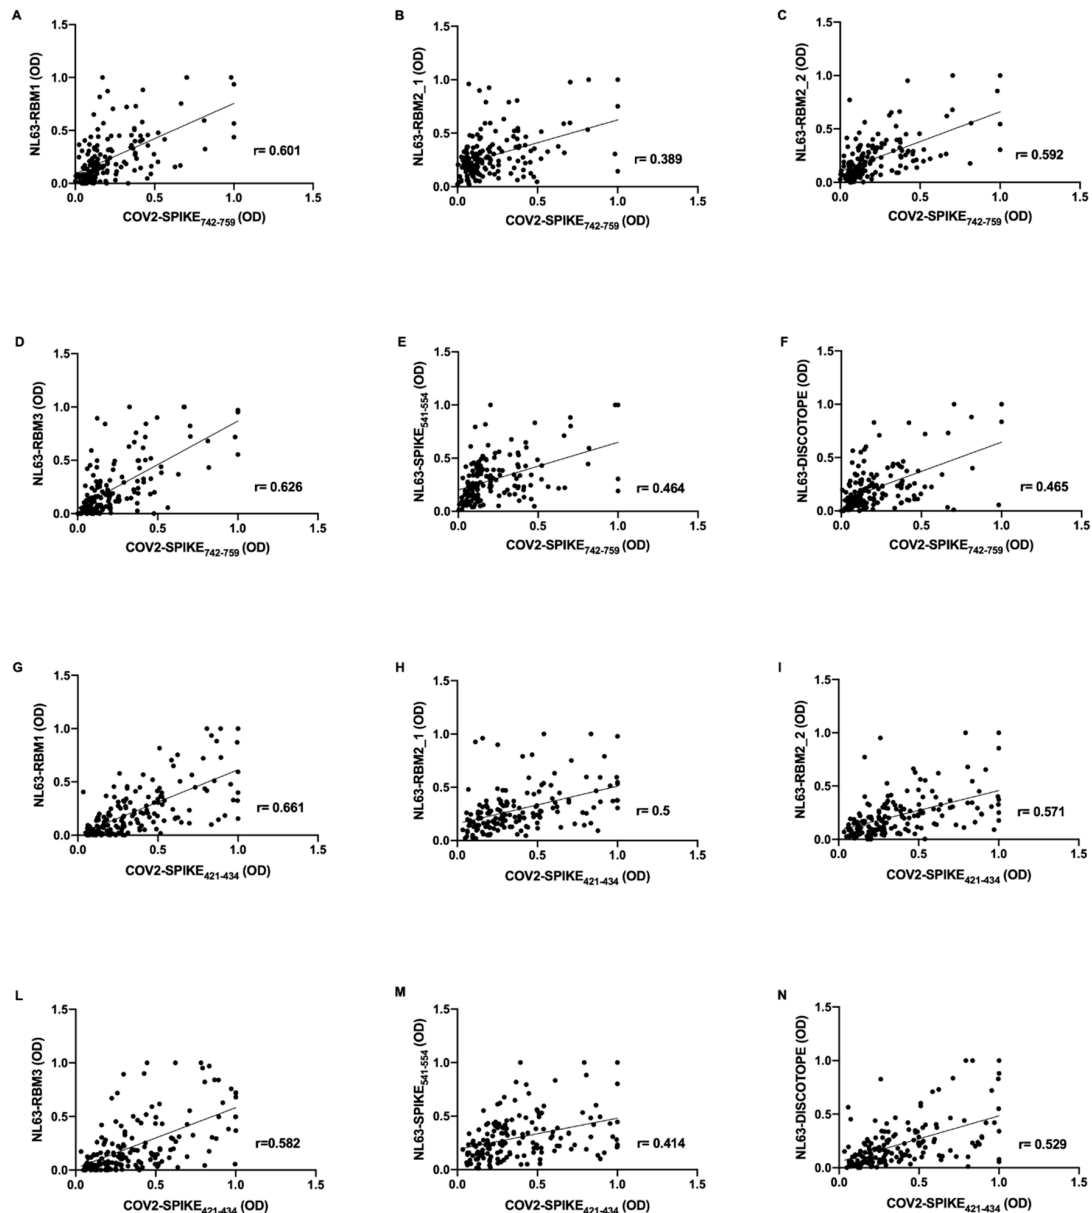 A
1.5
1.0
0.5
0.0
NL63-RBM1 (OD)
r= 0.601
0.0 0.5 1.0 1.5
COV2-SPIKE742-759 (OD)
B
1.5
1.0
0.5
0.0
NL63-RBM2_1 (OD)
r= 0.389
0.0 0.5 1.0 1.5
COV2-SPIKE742-759 (OD)
C
1.5
1.0
0.5
0.0
NL63-RBM2_2 (OD)
r= 0.592
0.0 0.5 1.0 1.5
COV2-SPIKE742-759 (OD)
D
1.5
1.0
0.5
0.0
NL63-RBM3 (OD)
r= 0.626
0.0 0.5 1.0 1.5
COV2-SPIKE742-759 (OD)
E
1.5
1.0
0.5
0.0
NL63-SPIKE541-554 (OD)
r= 0.464
0.0 0.5 1.0 1.5
COV2-SPIKE742-759 (OD)
F
1.5
1.0
0.5
0.0
NL63-DISCOTOPE (OD)
r= 0.465
0.0 0.5 1.0 1.5
COV2-SPIKE742-759 (OD)
G
1.5
1.0
0.5
0.0
NL63-RBM1 (OD)
r= 0.661
0.0 0.5 1.0 1.5
COV2-SPIKE421-434 (OD)
H
1.5
1.0
0.5
0.0
NL63-RBM2_1 (OD)
r= 0.5
0.0 0.5 1.0 1.5
COV2-SPIKE421-434 (OD)
I
1.5
1.0
0.5
0.0
NL63-RBM2_2 (OD)
r= 0.571
0.0 0.5 1.0 1.5
COV2-SPIKE421-434 (OD)
L
1.5
1.0
0.5
0.0
NL63-RBM3 (OD)
r=0.582
0.0 0.5 1.0 1.5
COV2-SPIKE421-434 (OD)
M
1.5
1.0
0.5
0.0
NL63-SPIKE541-554 (OD)
r= 0.414
0.0 0.5 1.0 1.5
COV2-SPIKE421-434 (OD)
N
1.5
1.0
0.5
0.0
NL63-DISCOTOPE (OD)
r= 0.529
0.0 0.5 1.0 1.5
COV2-SPIKE421-434 (OD)